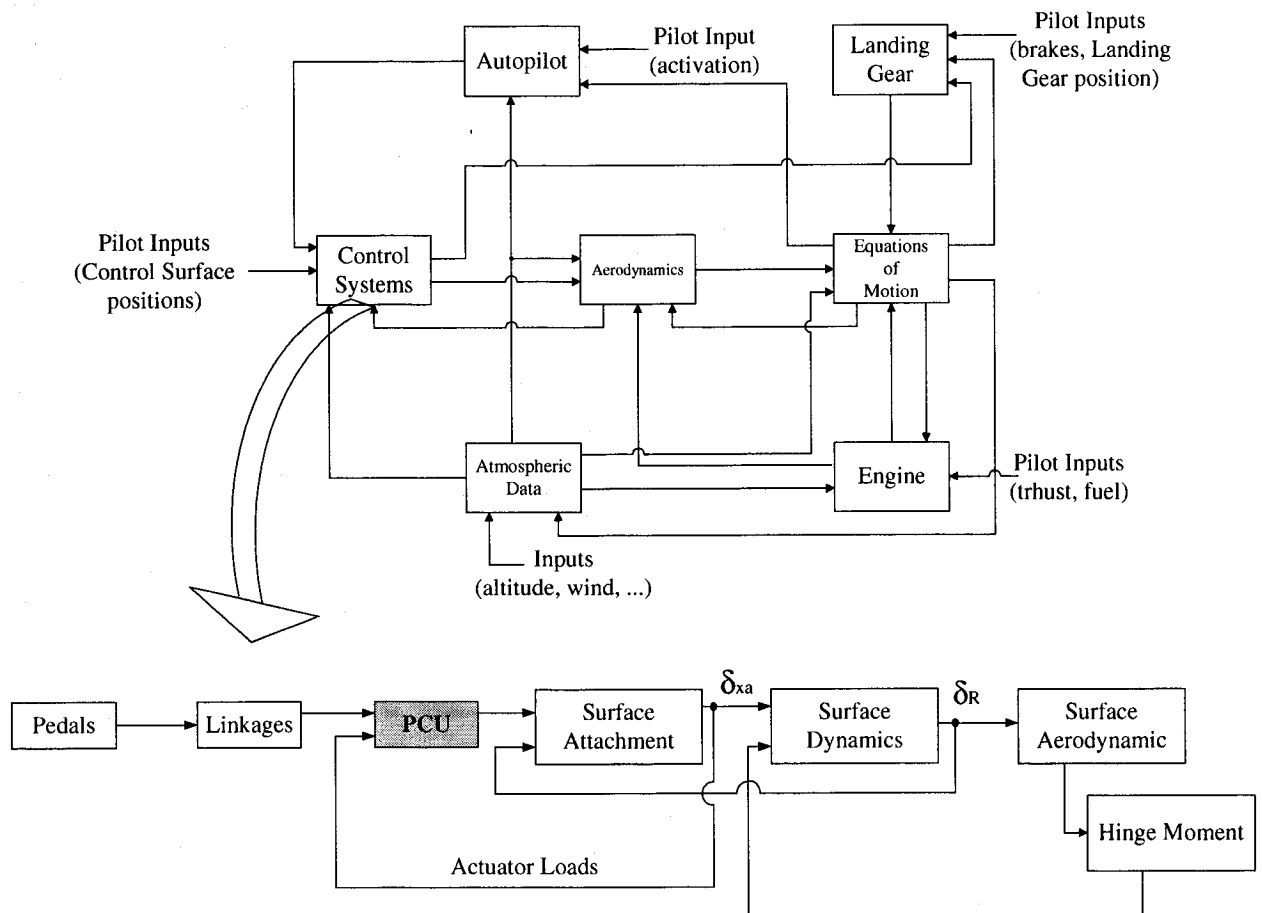 Pilot Input
(activation)
Autopilot
Landing
Gear
Pilot Inputs
(brakes, Landing
Gear position)
Pilot Inputs
(Control Surface
positions)
Control
Systems
Aerodynamics
Equations
of
Motion
Atmospheric
Data
Engine
Pilot Inputs
(trhust, fuel)
Inputs
(altitude, wind, ...)
Pedals
Linkages
PCU
Surface
Attachment
δxa
Surface
Dynamics
δR
Surface
Aerodynamic
Hinge Moment
Actuator Loads